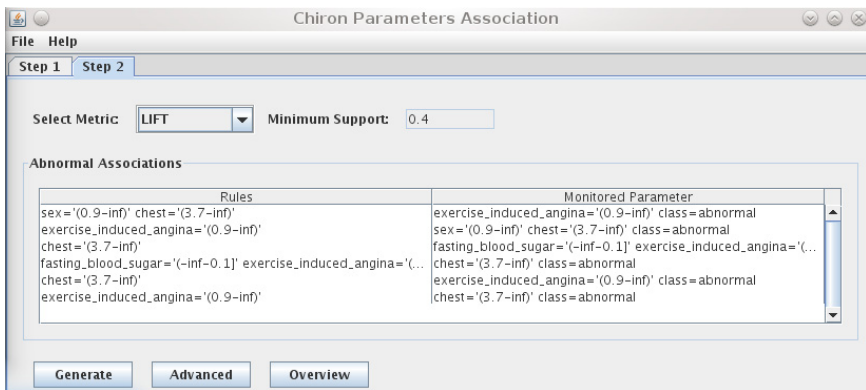 Chiron Parameters Association
File Help
Step 1 Step 2
Select Metric: LIFT Minimum Support: 0.4
Abnormal Associations
Rules Monitored Parameter
sex='(0.9-inf)' chest='(3.7-inf)' exercise_induced_angina='(0.9-inf)' class=abnormal
exercise_induced_angina='(0.9-inf)' sex='(0.9-inf)' chest='(3.7-inf)' class=abnormal
chest='(3.7-inf)' fasting_blood_sugar='(-inf-0.1]' exercise_induced_angina='(...
fasting_blood_sugar='(-inf-0.1]' exercise_induced_angina='(... chest='(3.7-inf)' class=abnormal
chest='(3.7-inf)' exercise_induced_angina='(0.9-inf)' class=abnormal
exercise_induced_angina='(0.9-inf)' chest='(3.7-inf)' class=abnormal
Generate Advanced Overview